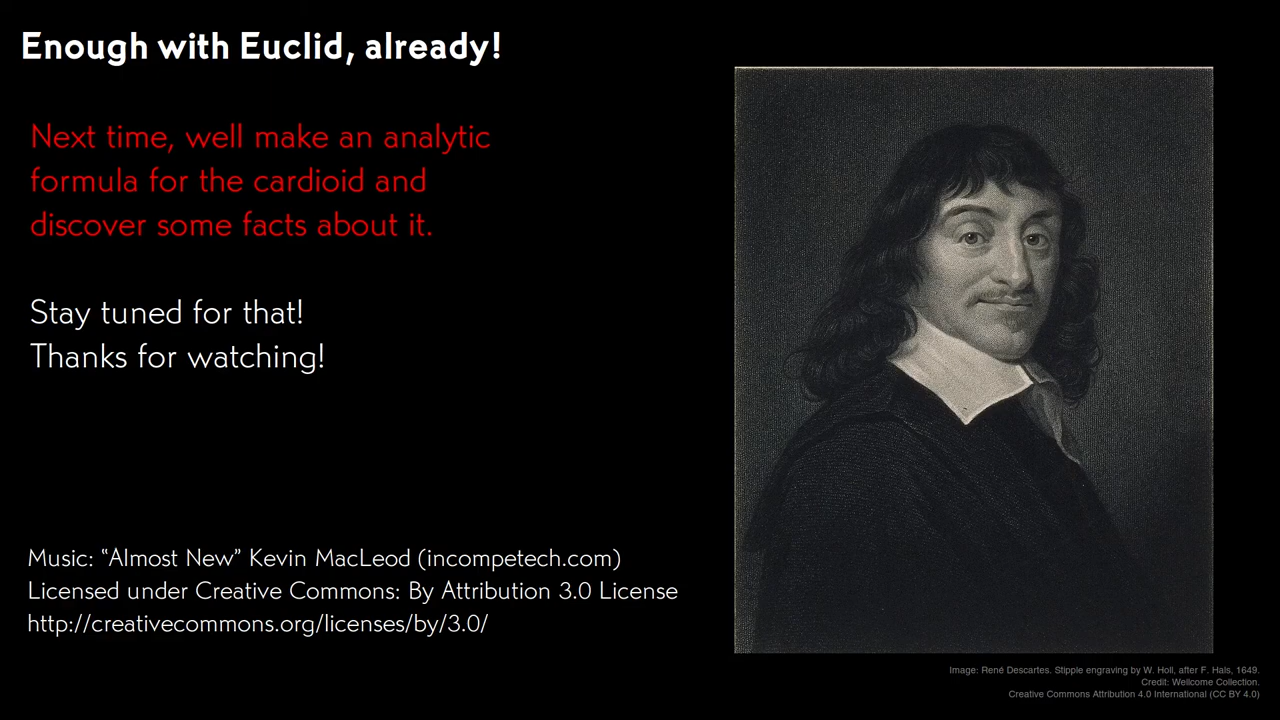 Enough with Euclid, already!
Next time, well make an analytic
formula for the cardioid and
discover some facts about it.
Stay tuned for that!
Thanks for watching!
Music: “Almost New” Kevin MacLeod (incompetech.com)
Licensed under Creative Commons: By Attribution 3.0 License
http://creativecommons.org/licenses/by/3.0/
Image: René Descartes. Stipple engraving by W. Holl, after F. Hals, 1649.
Credit: Wellcome Collection.
Creative Commons Attribution 4.0 International (CC BY 4.0)